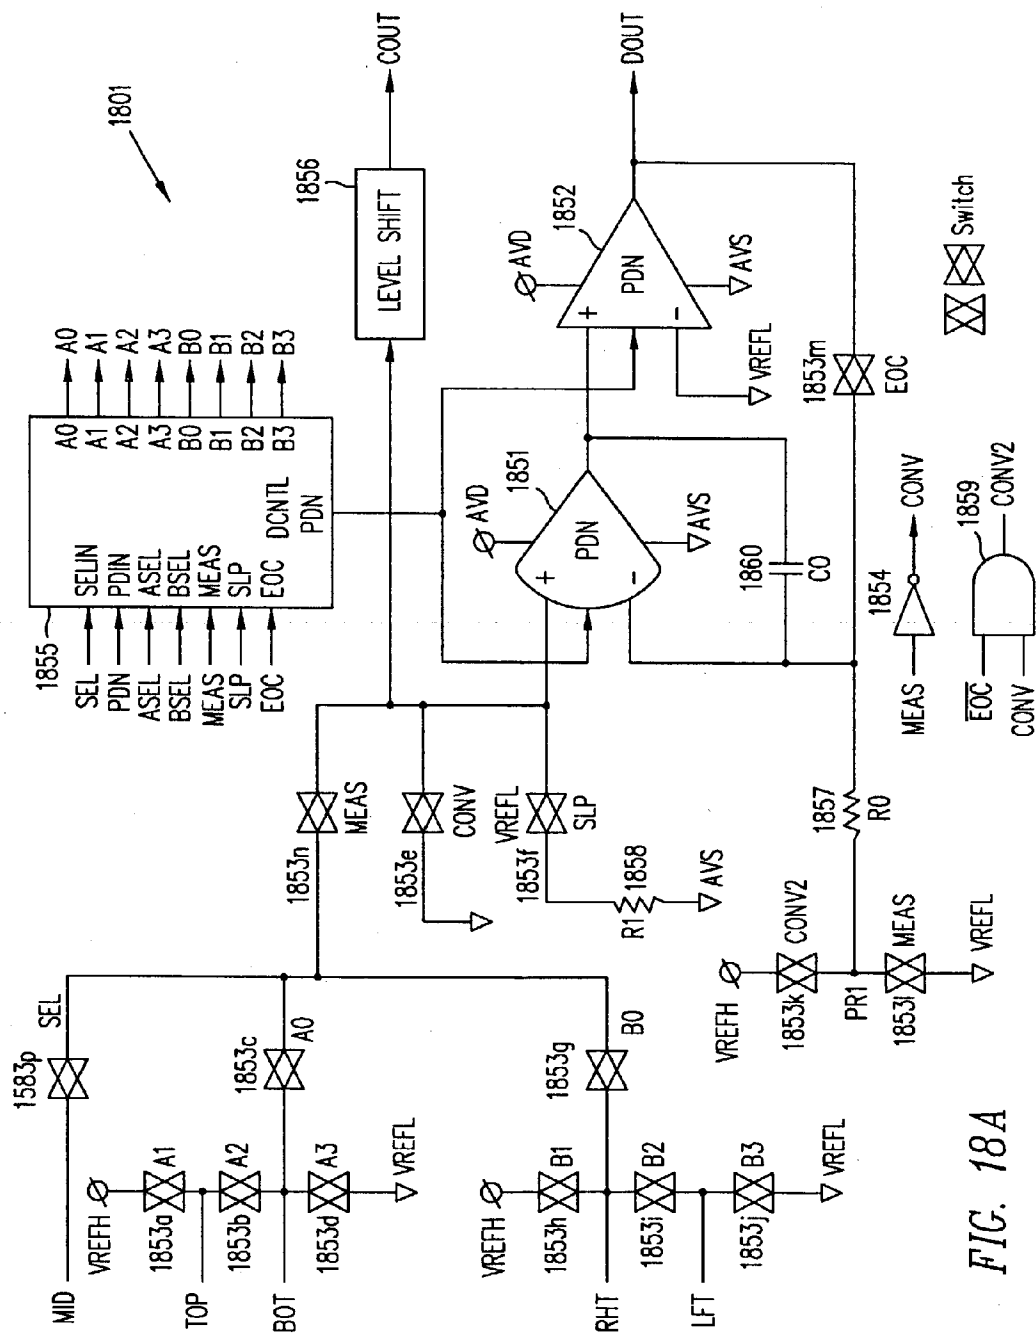 1801
1855
SEL
PDN
ASEL
BSEL
MEAS
SLP
EOC
SELIN
PDIN
ASEL
BSEL
MEAS
SLP
EOC
DCNTL
PDN
A0
A1
A2
A3
B0
B1
B2
B3
A0
A1
A2
A3
B0
B1
B2
B3
1856
LEVEL SHIFT
COUT
MID
1583p
SEL
VREFH
1853a
A1
TOP
1853b
A2
BOT
1853c
A0
1853d
A3
VREFL
VREFH
1853h
B1
RHT
1853g
B0
1853i
B2
LFT
1853j
B3
VREFL
1853n
MEAS
1853e
CONV
VREFL
1853f
SLP
R1
1858
AVS
AVD
1851
+
PDN
-
AVS
1860
C0
AVD
1852
+
PDN
-
AVS
VREFL
DOUT
1853m
EOC
VREFH
1853k
CONV2
PR1
1853l
MEAS
VREFL
1857
R0
MEAS
1854
CONV
EOC
CONV
1859
CONV2
Switch
FIG. 18A